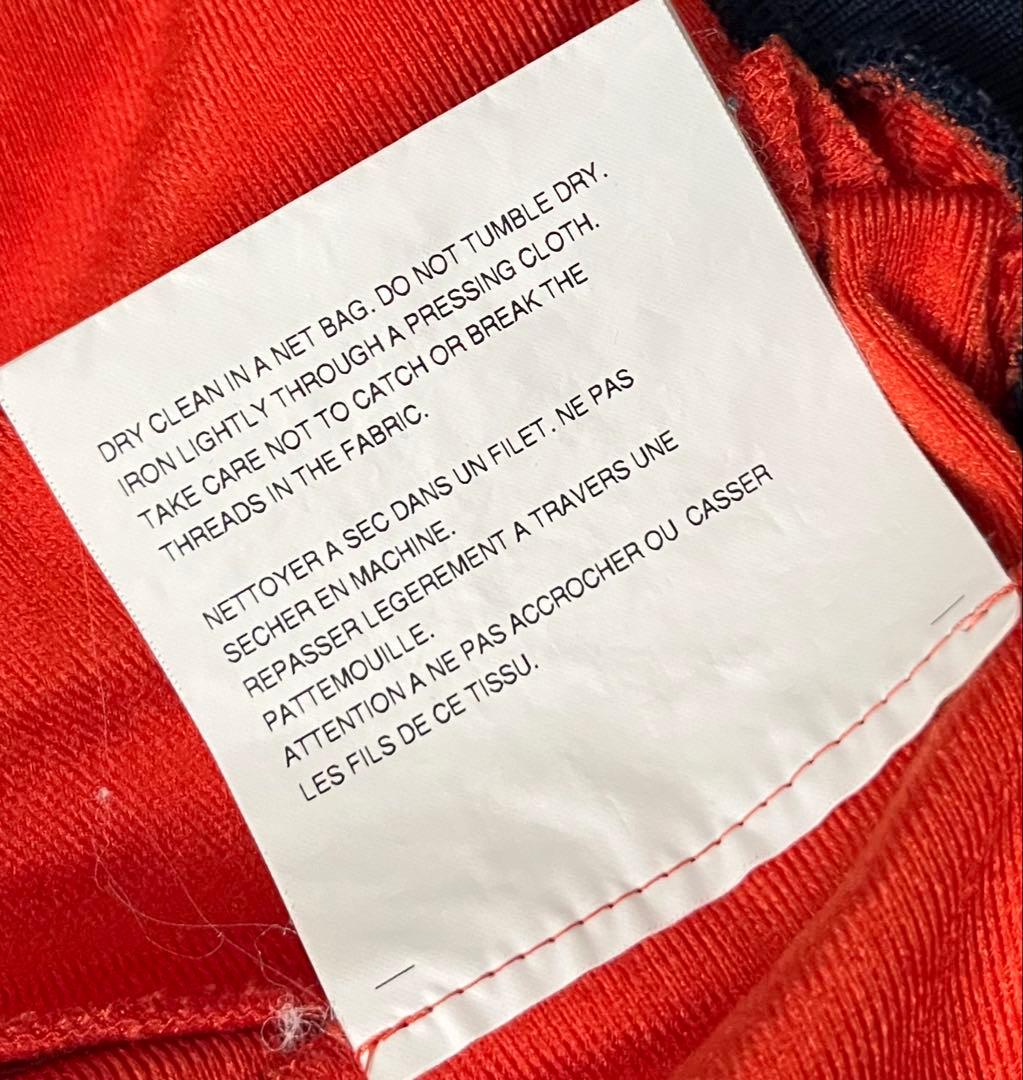 DRY CLEAN IN A NET BAG. DO NOT TUMBLE DRY.
IRON LIGHTLY THROUGH A PRESSING CLOTH.
TAKE CARE NOT TO CATCH OR BREAK THE
THREADS IN THE FABRIC.
NETTOYER A SEC DANS UN FILET. NE PAS
SECHER EN MACHINE.
REPASSER LEGEREMENT A TRAVERS UNE
PATTEMOUILLE.
ATTENTION A NE PAS ACCROCHER OU CASSER
LES FILS DE CE TISSU.